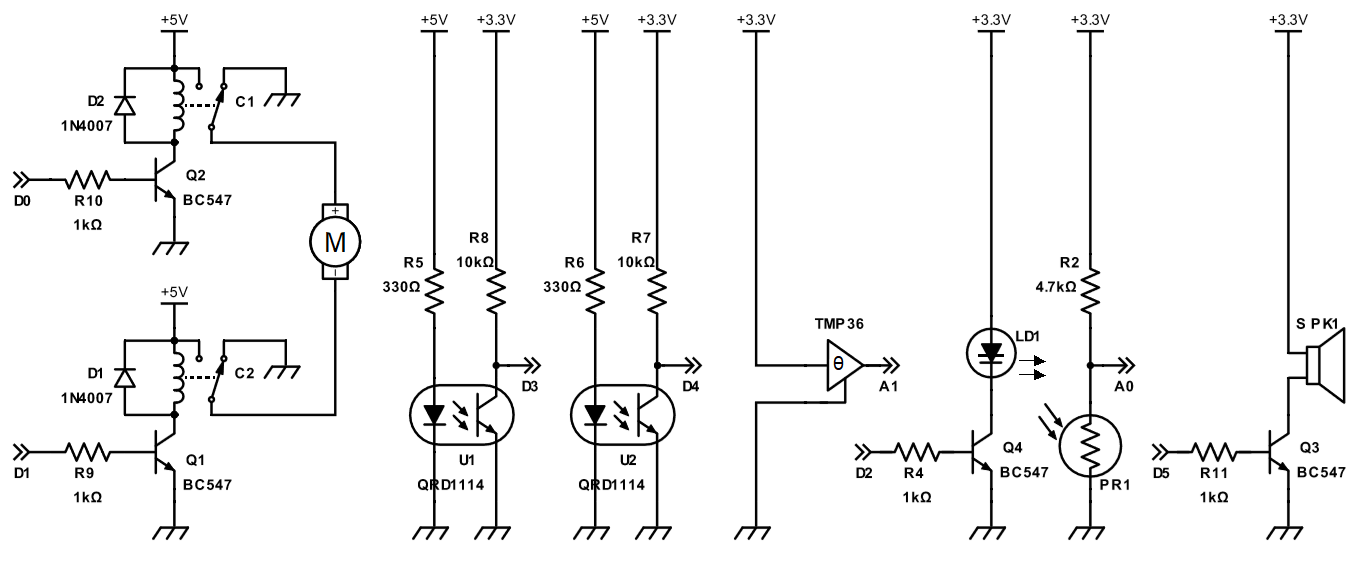 +5V
D2
1N4007
C1
Q2
BC547
D0
R10
1kΩ
+
M
-
+5V
D1
1N4007
C2
Q1
BC547
D1
R9
1kΩ
+5V
+3.3V
R5
330Ω
R8
10kΩ
D3
U1
QRD1114
+5V
+3.3V
R6
330Ω
R7
10kΩ
D4
U2
QRD1114
+3.3V
TMP36
θ
A1
+3.3V
LD1
D2
R4
1kΩ
Q4
BC547
+3.3V
R2
4.7kΩ
A0
PR1
+3.3V
SPK1
D5
R11
1kΩ
Q3
BC547